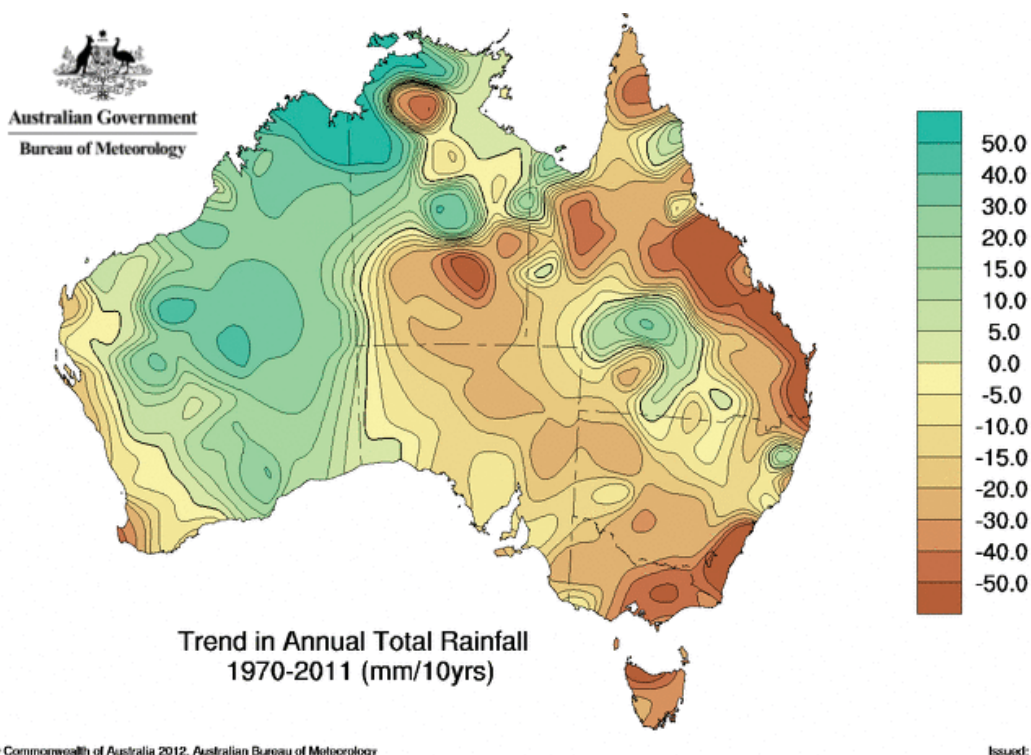 Australian Government
Bureau of Meteorology
50.0
40.0
30.0
20.0
15.0
10.0
5.0
0.0
-5.0
-10.0
-15.0
-20.0
-30.0
-40.0
-50.0
Trend in Annual Total Rainfall
1970-2011 (mm/10yrs)
Commonwealth of Australia 2012, Australian Bureau of Meteorology
Issued: